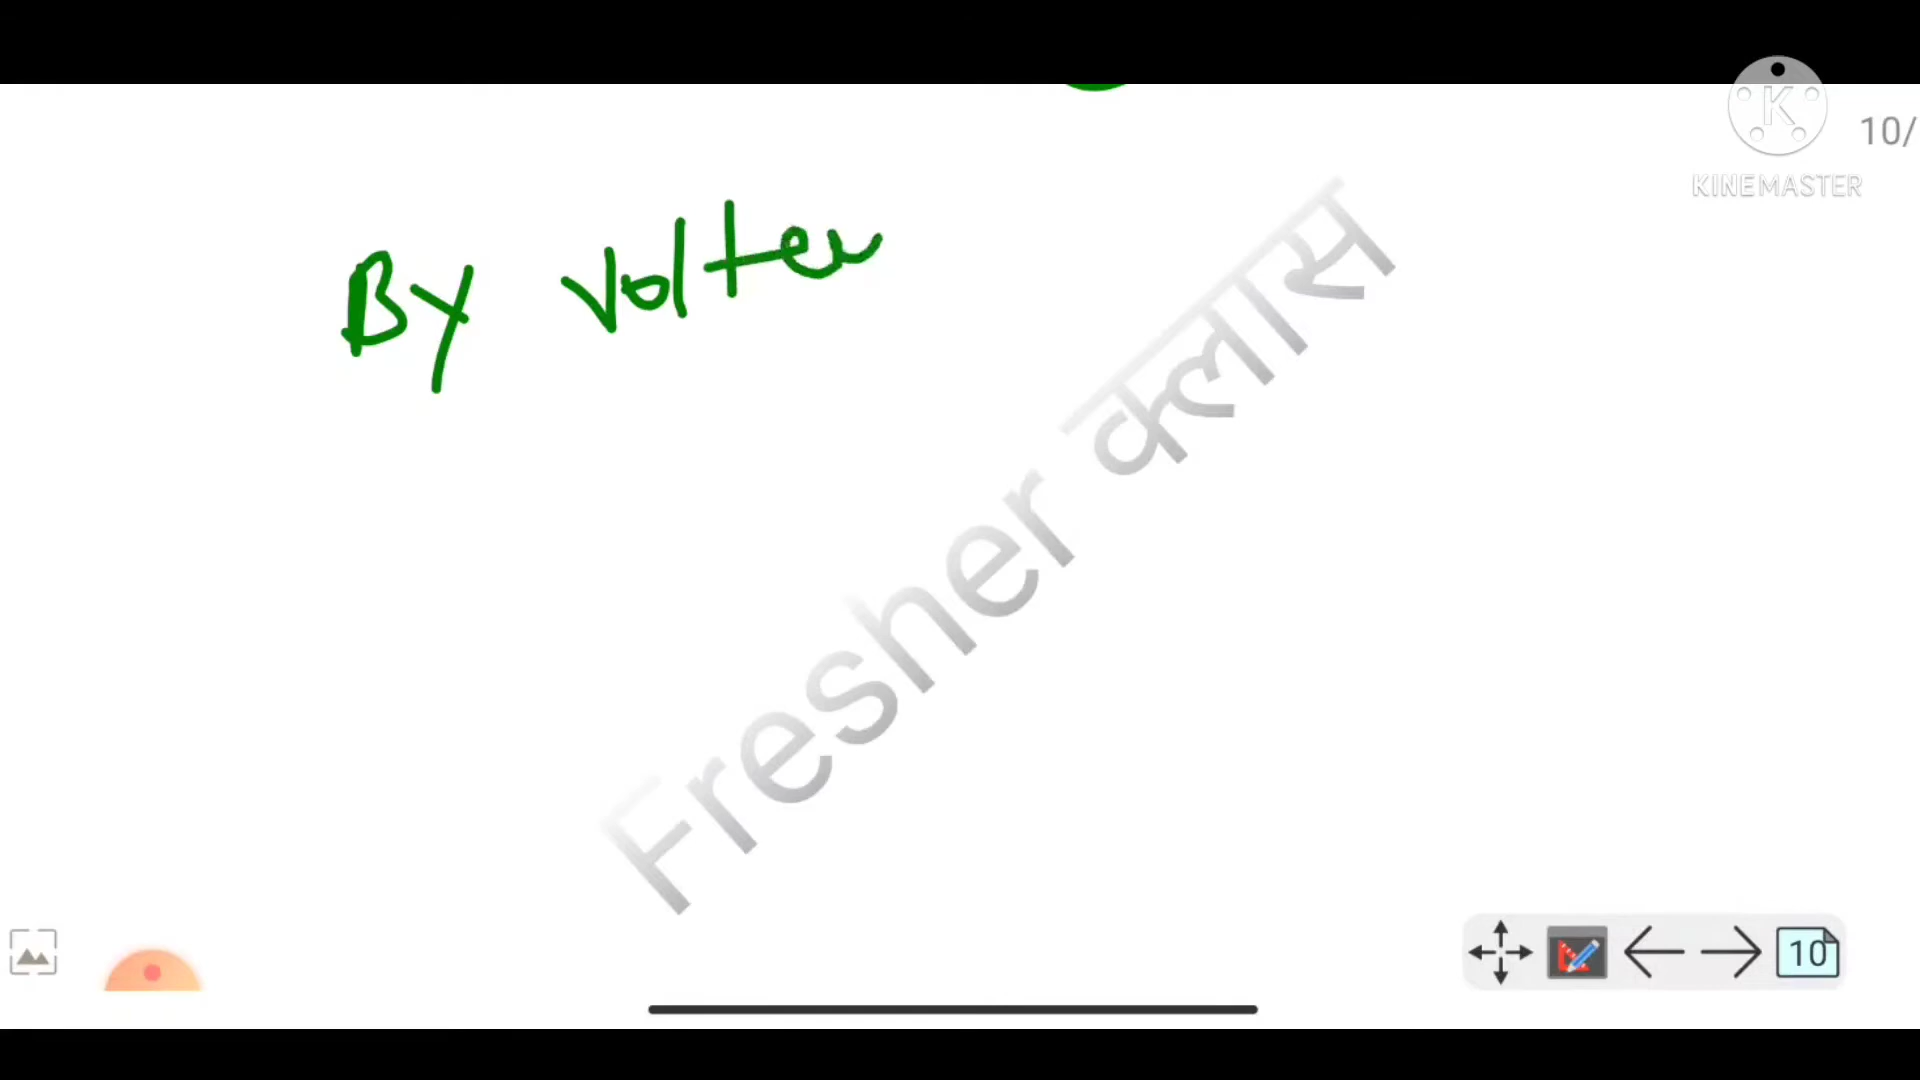 KINEMASTER
10/
By volter
Fresher क्लास
10